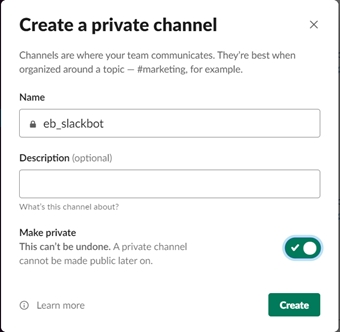 Create a private channel
Channels are where your team communicates. They’re best when
organized around a topic — #marketing, for example.
Name
eb_slackbot
Description (optional)
What’s this channel about?
Make private
This can’t be undone. A private channel
cannot be made public later on.
Learn more
Create